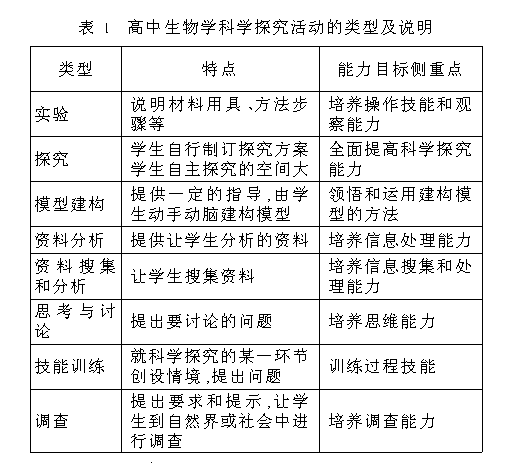 表 1 高中生物学科学探究活动的类型及说明
类型 特点 能力目标侧重点
实验 说明材料用具、方法步骤等 培养操作技能和观察能力
探究 学生自行制订探究方案 学生自主探究的空间大 全面提高科学探究能力
模型建构 提供一定的指导,由学生动手动脑建构模型 领悟和运用建构模型的方法
资料分析 提供让学生分析的资料 培养信息处理能力
资料搜集和分析 让学生搜集资料 培养信息搜集和处理能力
思考与讨论 提出要讨论的问题 培养思维能力
技能训练 就科学探究的某一环节创设情境,提出问题 训练过程技能
调查 提出要求和提示,让学生到自然界或社会中进行调查 培养调查能力